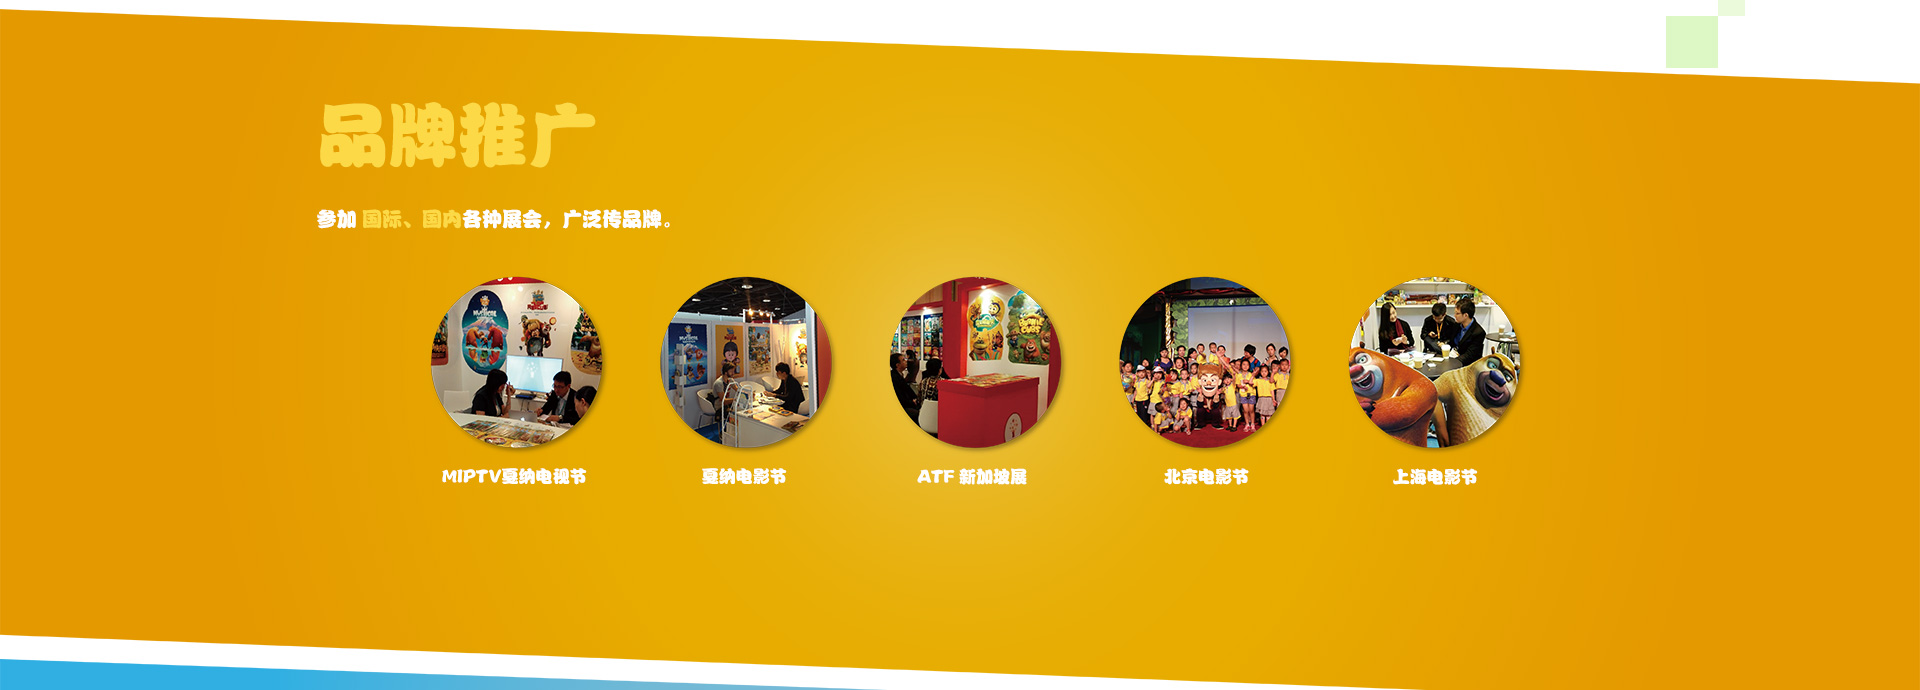 品牌推广
参加 国际、国内各种展会，广泛传品牌。
MIPTV戛纳电视节
戛纳电影节
ATF 新加坡展
北京电影节
上海电影节